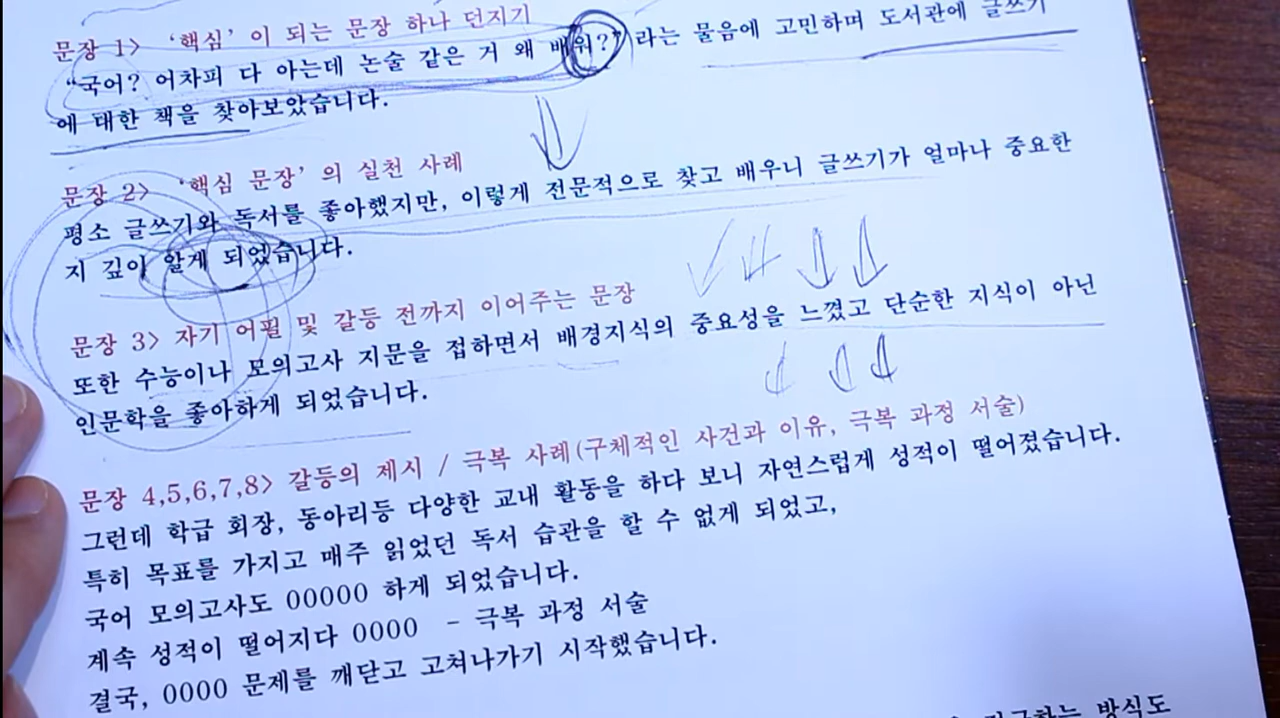 문장 1> ‘핵심’이 되는 문장 하나 던지기
“국어? 어차피 다 아는데 논술 같은 거 왜 배워?”라는 물음에 고민하며 도서관에 글쓰기
에 대한 책을 찾아보았습니다.
문장 2> ‘핵심 문장’의 실천 사례
평소 글쓰기와 독서를 좋아했지만, 이렇게 전문적으로 찾고 배우니 글쓰기가 얼마나 중요한
지 깊이 알게 되었습니다.
문장 3> 자기 어필 및 갈등 전까지 이어주는 문장
또한 수능이나 모의고사 지문을 접하면서 배경지식의 중요성을 느꼈고 단순한 지식이 아닌
인문학을 좋아하게 되었습니다.
문장 4,5,6,7,8> 갈등의 제시 / 극복 사례(구체적인 사건과 이유, 극복 과정 서술)
그런데 학급 회장, 동아리등 다양한 교내 활동을 하다 보니 자연스럽게 성적이 떨어졌습니다.
특히 목표를 가지고 매주 읽었던 독서 습관을 할 수 없게 되었고,
국어 모의고사도 00000 하게 되었습니다.
계속 성적이 떨어지다 0000 - 극복 과정 서술
결국, 0000 문제를 깨닫고 고쳐나가기 시작했습니다.
방식도